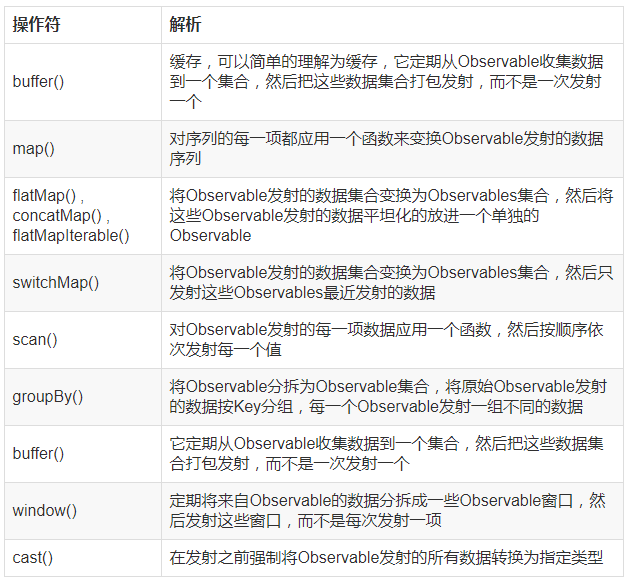 操作符 解析
buffer() 缓存，可以简单的理解为缓存，它定期从Observable收集数据
到一个集合，然后把这些数据集合打包发射，而不是一次发射
一个
map() 对序列的每一项都应用一个函数来变换Observable发射的数据
序列
flatMap()，
concatMap()，
flatMapIterable()
将Observable发射的数据集合变换为Observables集合，然后将
这些Observable发射的数据平坦化的放进一个单独的
Observable
switchMap() 将Observable发射的数据集合变换为Observables集合，然后只
发射这些Observables最近发射的数据
scan() 对Observable发射的每一项数据应用一个函数，然后按顺序依
次发射每一个值
groupBy() 将Observable分拆为Observable集合，将原始Observable发射
的数据按Key分组，每一个Observable发射一组不同的数据
buffer() 它定期从Observable收集数据到一个集合，然后把这些数据集
合打包发射，而不是一次发射一个
window() 定期将来自Observable的数据分拆成一些Observable窗口，然
后发射这些窗口，而不是每次发射一项
cast() 在发射之前强制将Observable发射的所有数据转换为指定类型